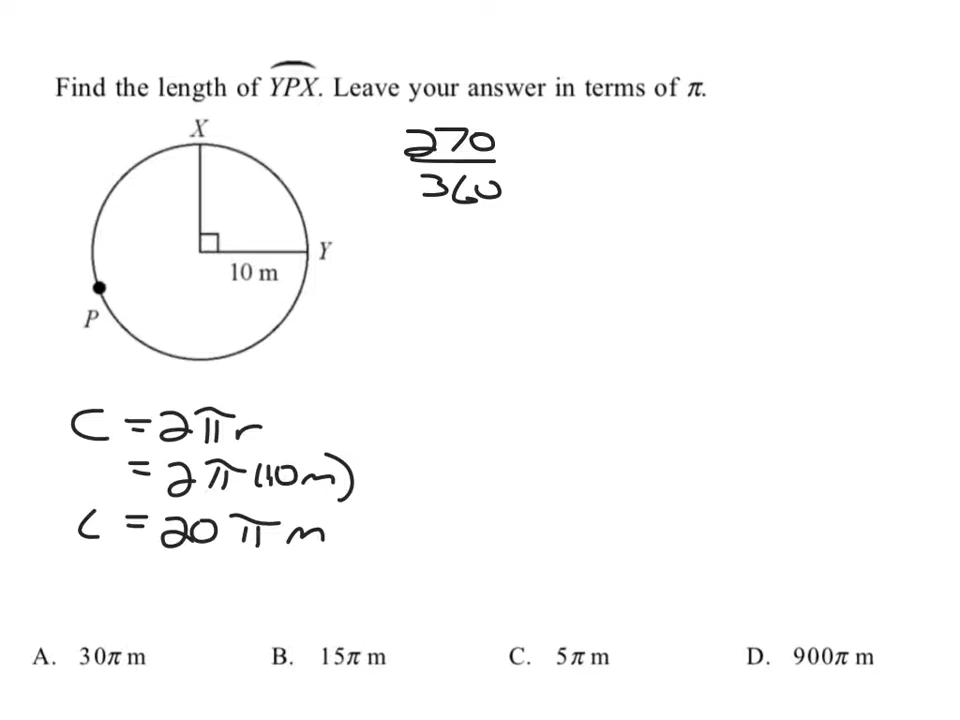 Find the length of YPX. Leave your answer in terms of π.
X
270
360
Y
10 m
P
C = 2πr
= 2π(10m)
C = 20πm
A. 30π m B. 15π m C. 5π m D. 900π m